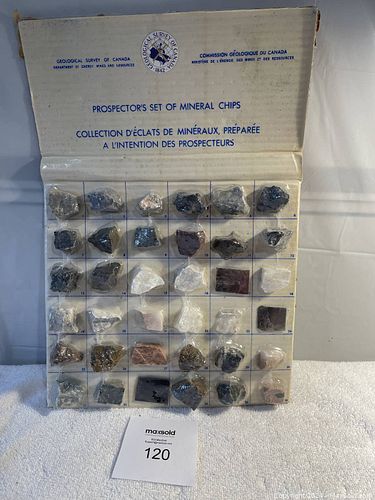 GEOLOGICAL SURVEY OF CANADA
DEPARTMENT OF ENERGY, MINES AND RESOURCES
GEOLOGICAL SURVEY OF CANADA
1842
COMMISSION GÉOLOGIQUE DU CANADA
MINISTÈRE DE L'ÉNERGIE, DES MINES ET DES RESSOURCES
PROSPECTOR'S SET OF MINERAL CHIPS
COLLECTION D'ÉCLATS DE MINÉRAUX, PRÉPARÉE
A L'INTENTION DES PROSPECTEURS
maxsold
120